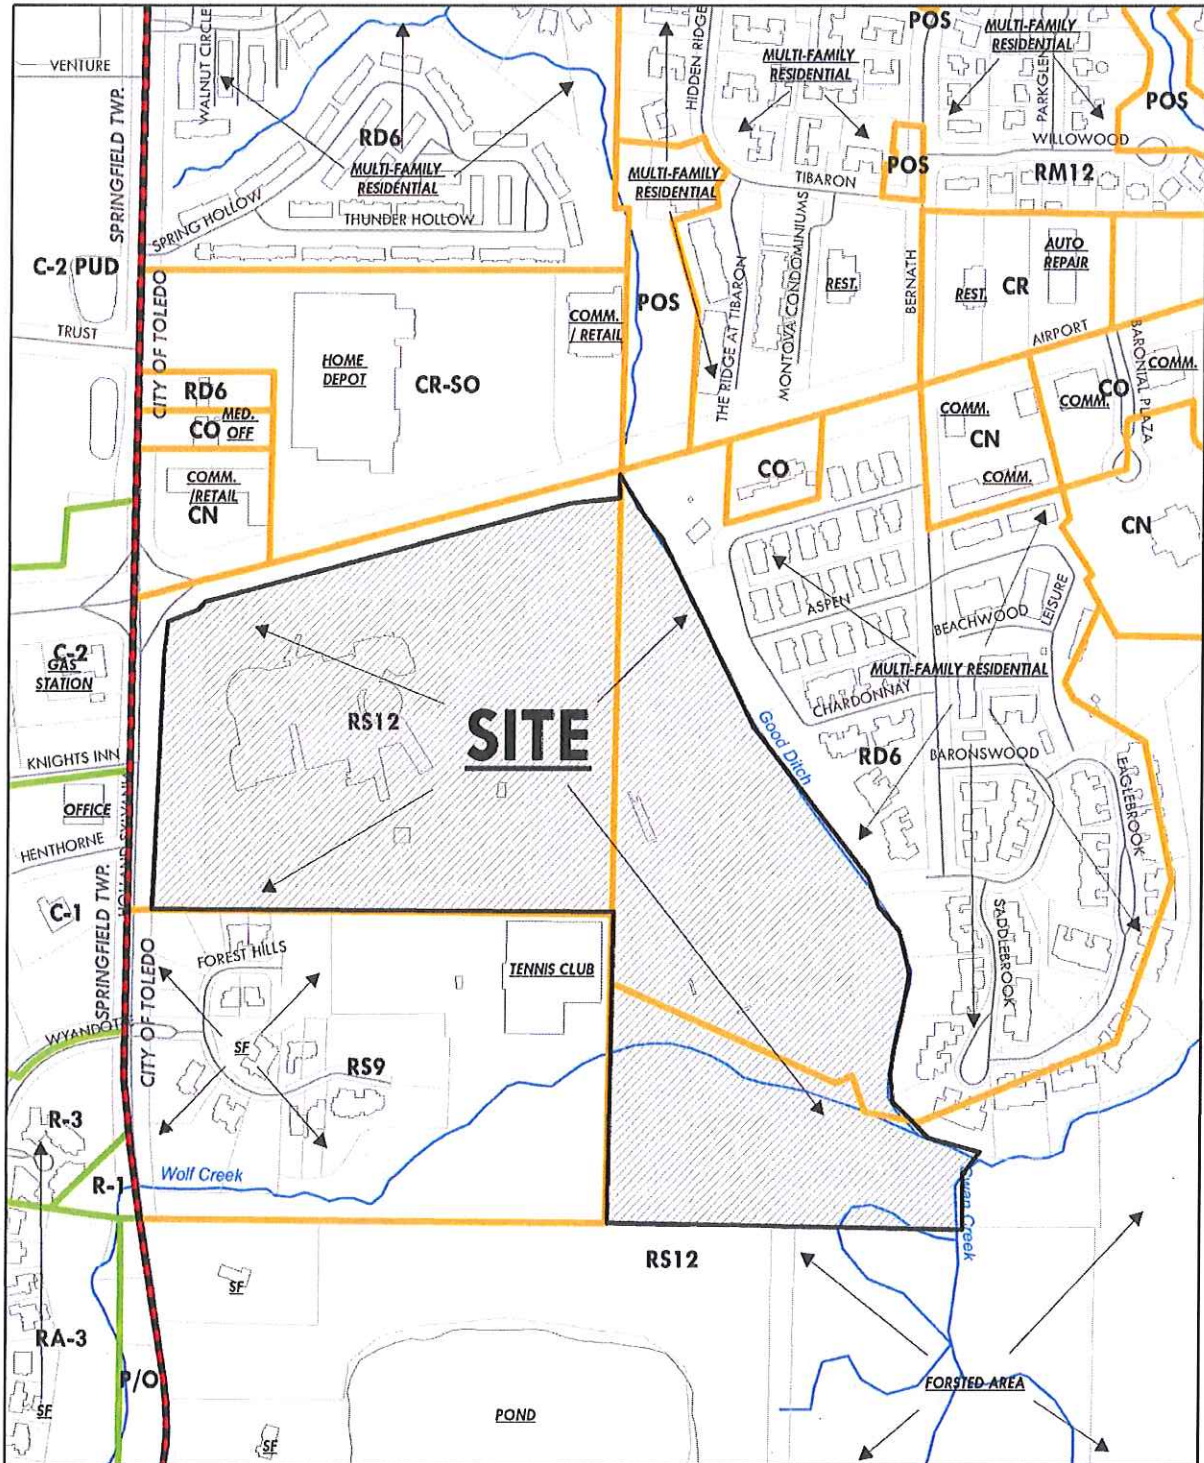 POS
MULTI-FAMILY
RESIDENTIAL
WALNUT CIRCLE
HIDDEN RIDGE
MULTI-FAMILY
RESIDENTIAL
PARKGLEN
VENTURE
SPRINGFIELD TWP.
POS
RD6
WILLOWOOD
MULTI-FAMILY
RESIDENTIAL
MULTI-FAMILY
RESIDENTIAL
POS
RM12
TIBARON
SPRING HOLLOW
THUNDER HOLLOW
C-2 PUD
CITY OF TOLEDO
AUTO
REPAIR
REST.
REST.
CR
BERNATH
MONTOVA CONDOMINIUMS
THE RIDGE AT TIBARON
POS
COMM.
/ RETAIL
TRUST
AIRPORT
BARONIAL PLAZA
HOME
DEPOT
CR-SO
COMM.
RD6
CO
COMM.
COMM.
CO
MED.
OFF
CN
COMM.
/RETAIL
CN
CO
COMM.
CN
ASPEN
BEACHWOOD
LEISURE
C-2
GAS
STATION
MULTI-FAMILY RESIDENTIAL
CHARDONNAY
RS12
SITE
Good Ditch
RD6
BARONSWOOD
KNIGHTS INN
EAGLEBROOK
OFFICE
HENTHORNE
C-1
SPRINGFIELD TWP.
SADDLEBROOK
FOREST HILLS
TENNIS CLUB
CITY OF TOLEDO
SF
RS9
R-3
Wolf Creek
R-1
Swan Creek
RS12
SF
RA-3
P/O
FORSTED AREA
SF
POND
SF